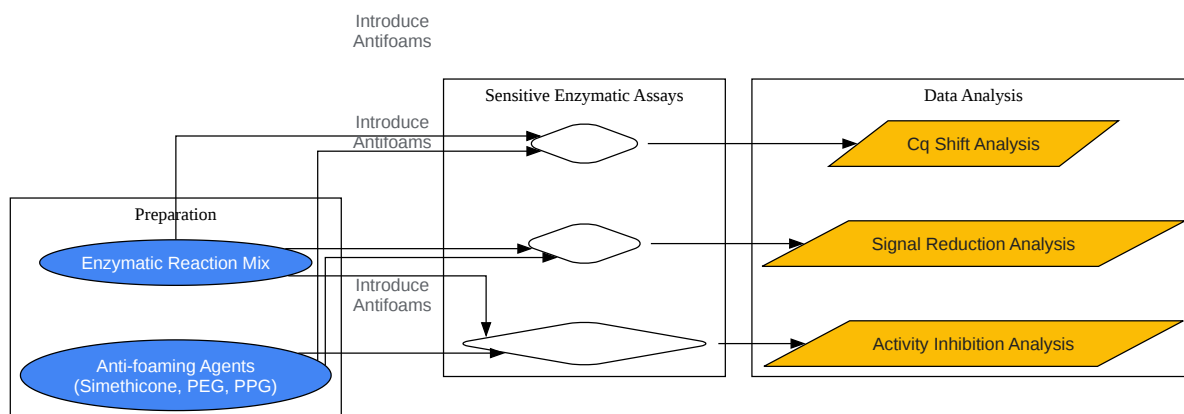 Introduce
Antifoams
Sensitive Enzymatic Assays
Data Analysis
Introduce
Antifoams
Cq Shift Analysis
Preparation
Enzymatic Reaction Mix
Signal Reduction Analysis
Introduce
Antifoams
Anti-foaming Agents
(Simethicone, PEG, PPG)
Activity Inhibition Analysis